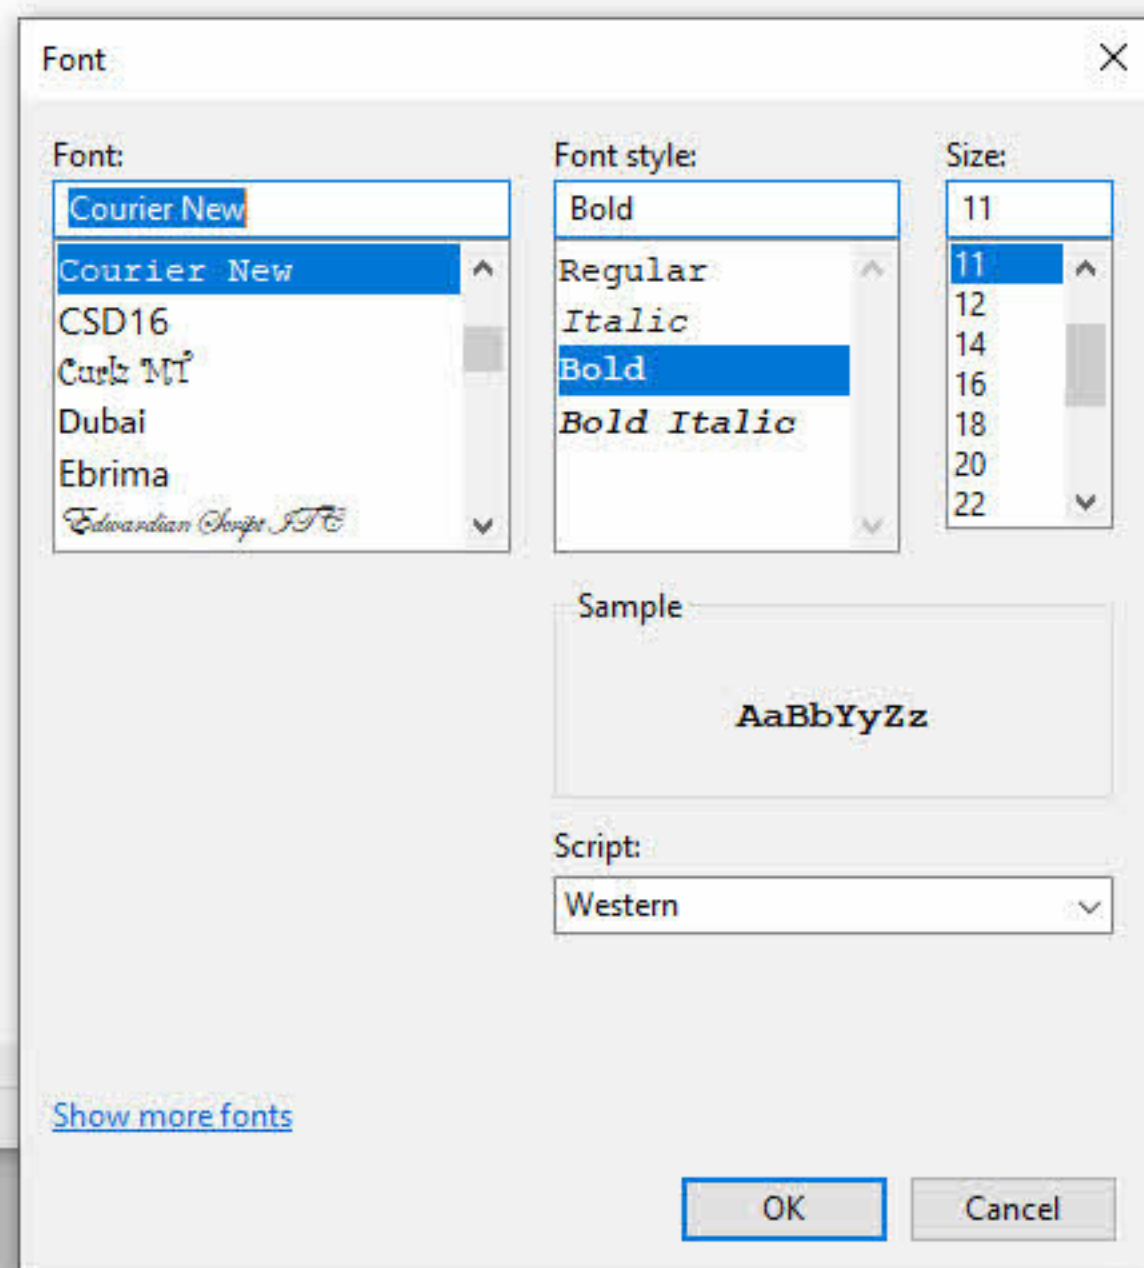 Font
Font:
Courier New
Courier New
CSD16
Curlz MT
Dubai
Ebrima
Edwardian Script ITC
Font style:
Bold
Regular
Italic
Bold
Bold Italic
Size:
11
11
12
14
16
18
20
22
Sample
AaBbYyZz
Script:
Western
Show more fonts
OK
Cancel